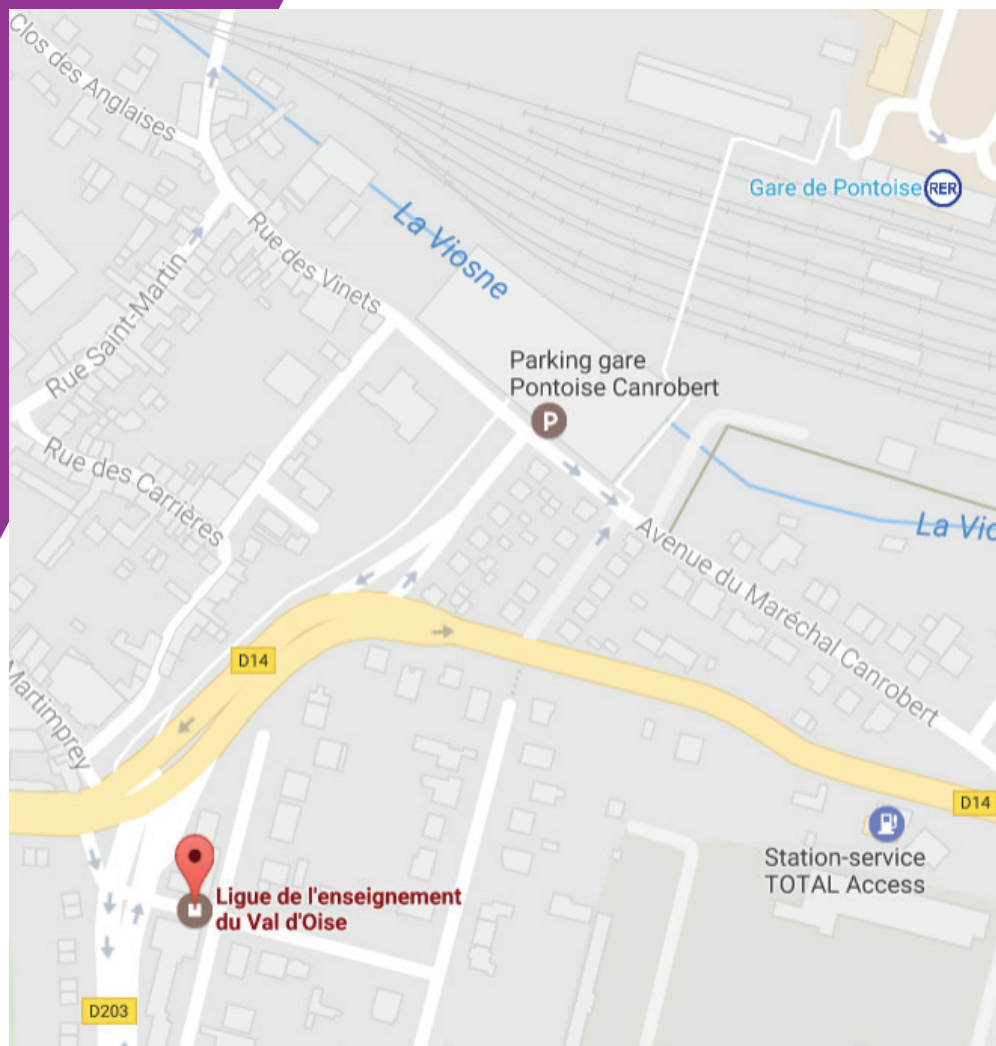 Clos des Anglaises
Gare de Pontoise
RER
La Viosne
Rue des Vinets
Rue Saint-Martin
Parking gare
Pontoise Canrobert
P
Rue des Carrières
La Vio
Avenue du Maréchal Canrobert
D14
Martimprey
D14
Station-service
TOTAL Access
Ligue de l'enseignement
du Val d'Oise
D203